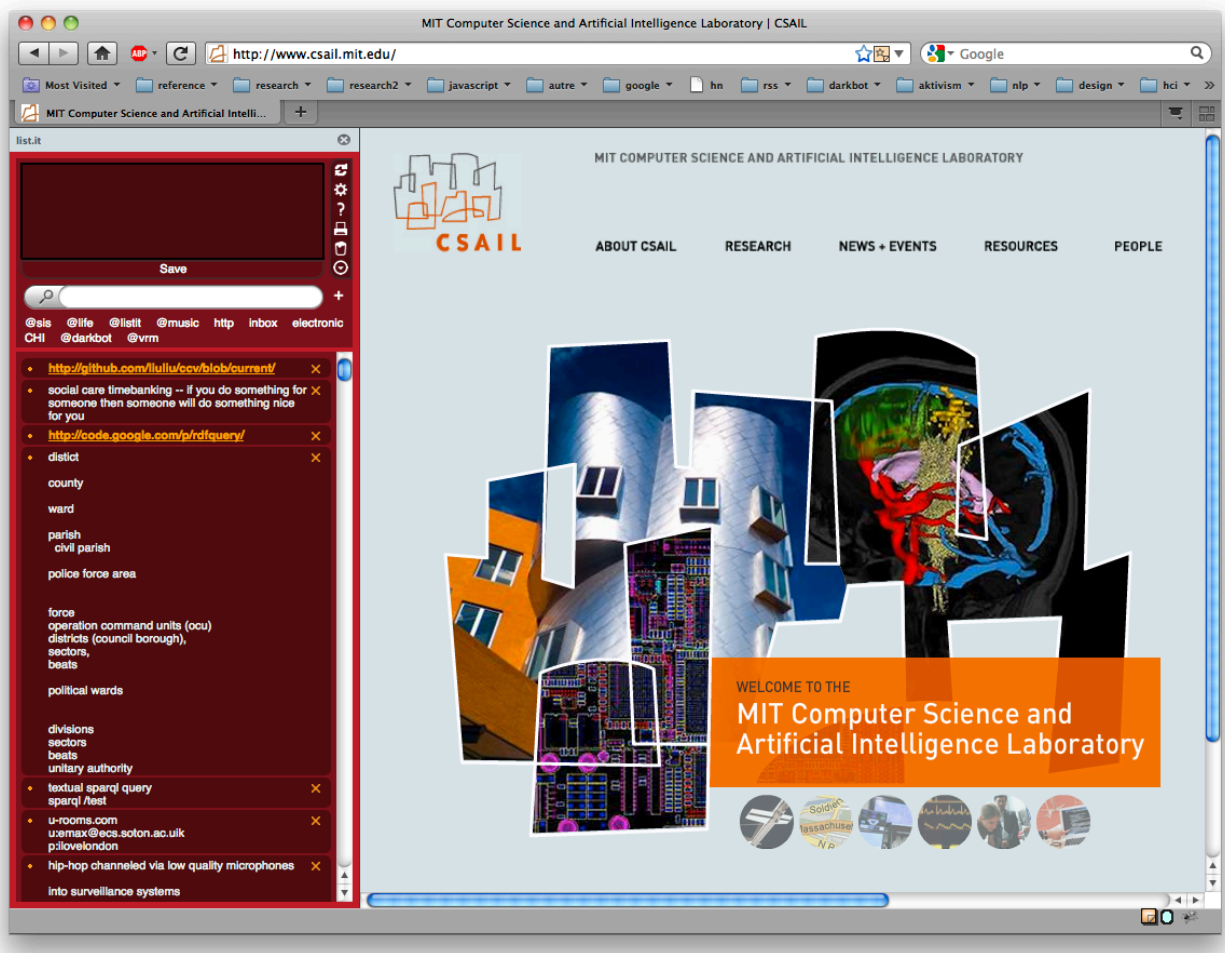 MIT Computer Science and Artificial Intelligence Laboratory | CSAIL
ABP
http://www.csail.mit.edu/
Google
Most Visited reference research research2 javascript autre google hn rss darkbot aktivism nlp design hci »
MIT Computer Science and Artificial Intelli... +
list.it
?
Save
+
@sis @life @listit @music http inbox electronic
CHI @darkbot @vrm
http://github.com/liuliu/ccv/blob/current/
social care timebanking -- if you do something for
someone then someone will do something nice
for you
http://code.google.com/p/rdfquery/
distict
county
ward
parish
civil parish
police force area
force
operation command units (ocu)
districts (council borough),
sectors,
beats
political wards
divisions
sectors
beats
unitary authority
textual sparql query
sparql /test
u-rooms.com
u:emax@ecs.soton.ac.uik
p:ilovelondon
hip-hop channeled via low quality microphones
into surveillance systems
CSAIL
MIT COMPUTER SCIENCE AND ARTIFICIAL INTELLIGENCE LABORATORY
ABOUT CSAIL RESEARCH NEWS + EVENTS RESOURCES PEOPLE
WELCOME TO THE
MIT Computer Science and
Artificial Intelligence Laboratory
Soldie
Massachuse
N R